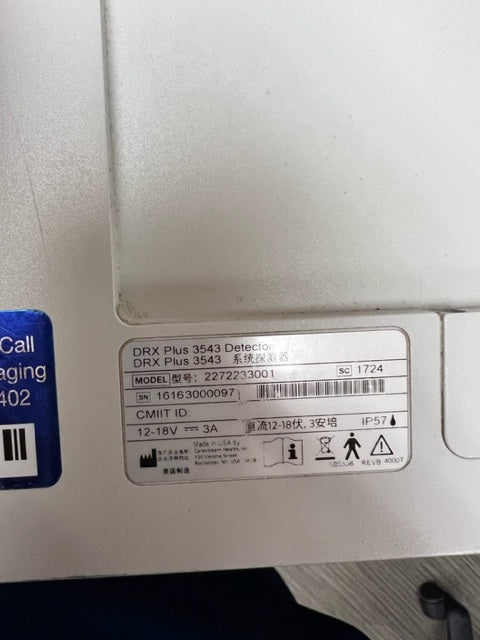 Call
aging
402
DRX Plus 3543 Detector
DRX Plus 3543 系统探测器
MODEL 型号: 2272233001
SC 1724
SN 16163000097
CMIIT ID:
12-18V ⎓ 3A
直流12-18伏, 3安培
IP57
Made in USA by
Carestream Health, Inc
150 Verona Street
Rochester, NY, USA
美国制造
REVB 4000T